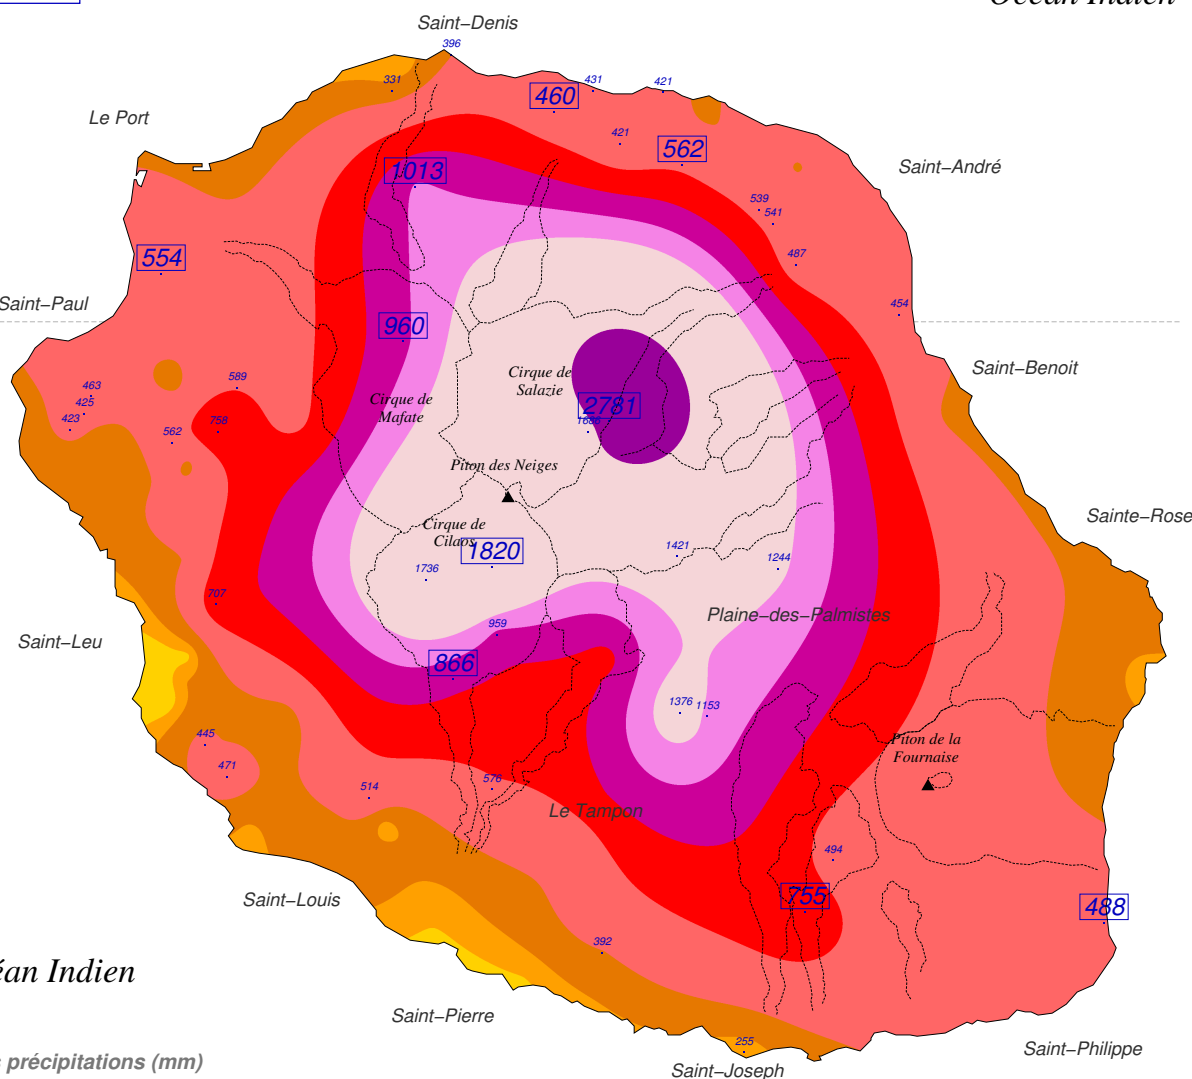 Océan Indien
Saint-Denis
396
331
431
421
460
Le Port
421
562
1013
Saint-André
539
541
554
487
Saint-Paul
454
960
Saint-Benoit
Cirque de
Salazie
589
463
425
423
Cirque de
Mafate
2781
758
562
Piton des Neiges
Sainte-Rose
Cirque de
Cilaos
1820
1421
1244
1736
707
Plaine-des-Palmistes
959
Saint-Leu
866
1376
1153
445
Piton de la
Fournaise
471
576
514
Le Tampon
494
755
Saint-Louis
488
392
éan Indien
Saint-Pierre
255
Saint-Philippe
s précipitations (mm)
Saint-Joseph